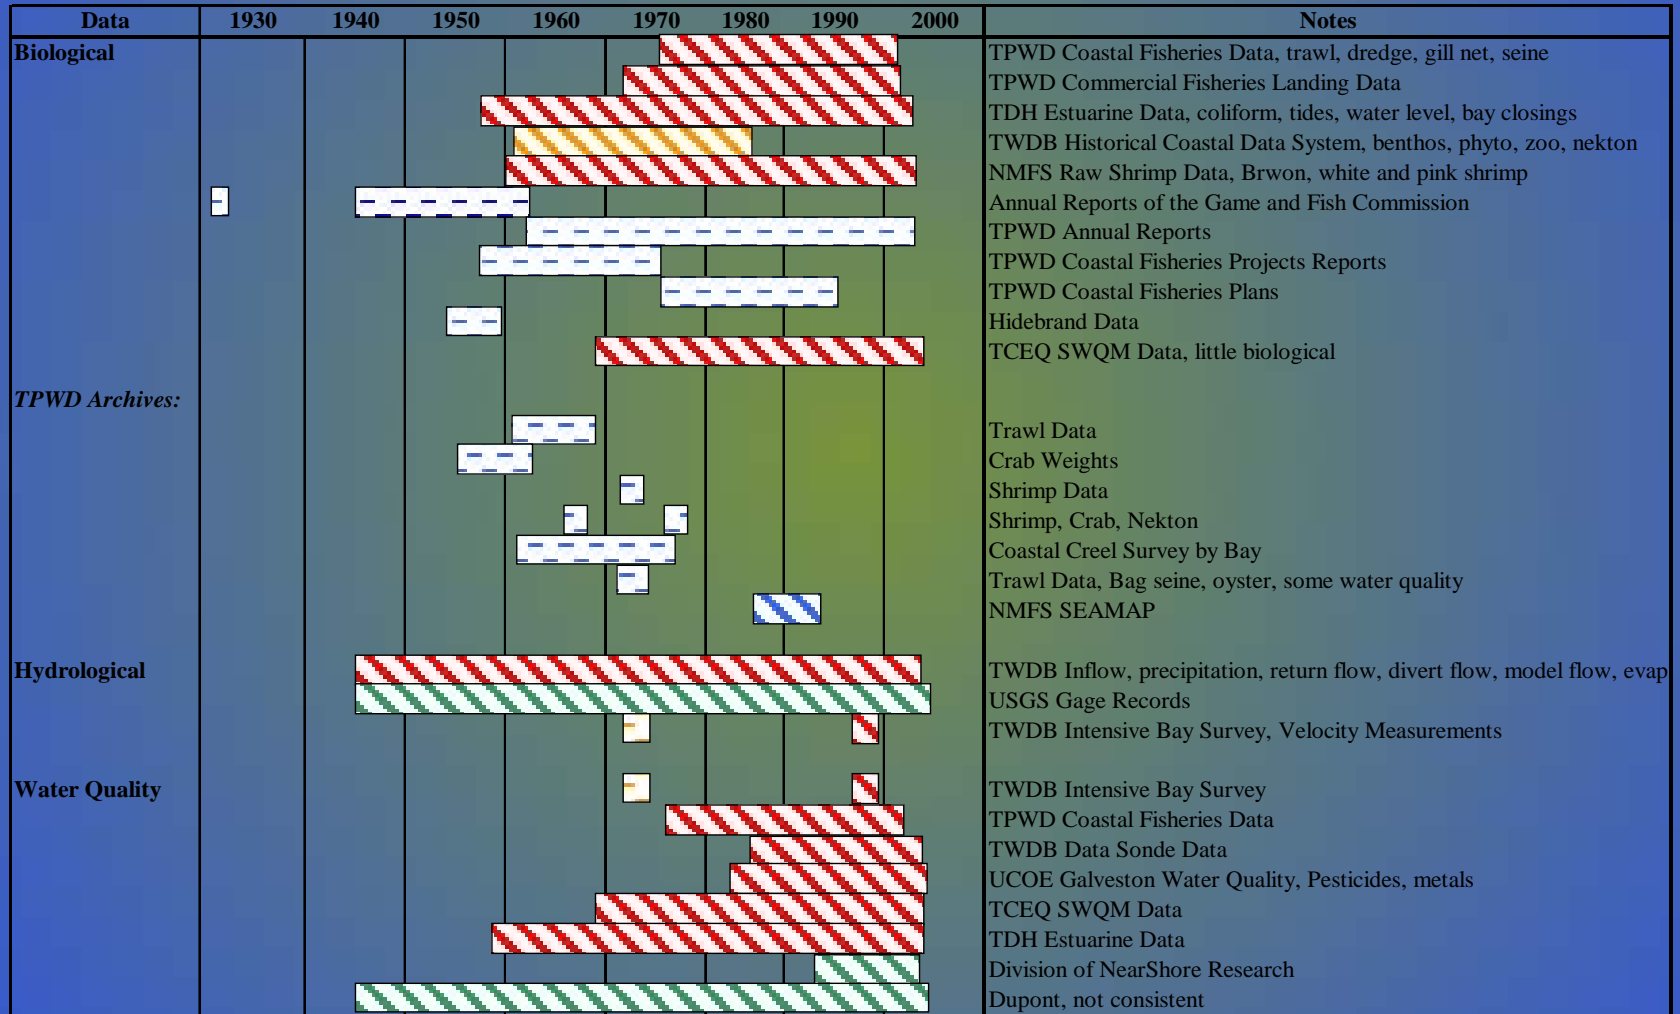 Data 1930 1940 1950 1960 1970 1980 1990 2000 Notes
Biological TPWD Coastal Fisheries Data, trawl, dredge, gill net, seine
TPWD Commercial Fisheries Landing Data
TDH Estuarine Data, coliform, tides, water level, bay closings
TWDB Historical Coastal Data System, benthos, phyto, zoo, nekton
NMFS Raw Shrimp Data, Brwon, white and pink shrimp
Annual Reports of the Game and Fish Commission
TPWD Annual Reports
TPWD Coastal Fisheries Projects Reports
TPWD Coastal Fisheries Plans
Hidebrand Data
TCEQ SWQM Data, little biological
TPWD Archives:
Trawl Data
Crab Weights
Shrimp Data
Shrimp, Crab, Nekton
Coastal Creel Survey by Bay
Trawl Data, Bag seine, oyster, some water quality
NMFS SEAMAP
Hydrological TWDB Inflow, precipitation, return flow, divert flow, model flow, evap
USGS Gage Records
TWDB Intensive Bay Survey, Velocity Measurements
Water Quality TWDB Intensive Bay Survey
TPWD Coastal Fisheries Data
TWDB Data Sonde Data
UCOE Galveston Water Quality, Pesticides, metals
TCEQ SWQM Data
TDH Estuarine Data
Division of NearShore Research
Dupont, not consistent